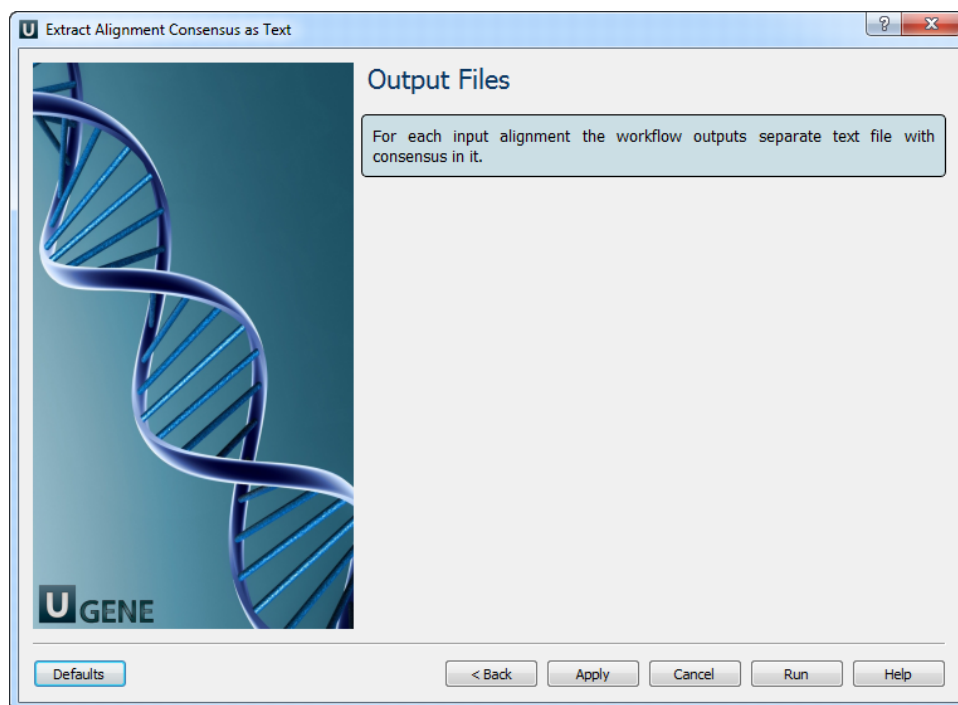 U Extract Alignment Consensus as Text
? x
Output Files
For each input alignment the workflow outputs separate text file with
consensus in it.
U GENE
Defaults < Back Apply Cancel Run Help